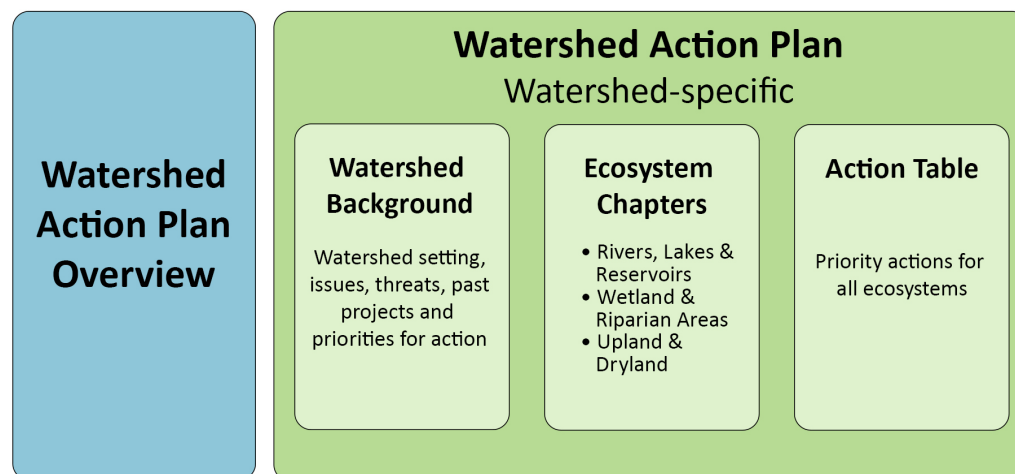 Watershed
Action Plan
Overview
Watershed Action Plan
Watershed-specific
Watershed
Background
Watershed setting,
issues, threats, past
projects and
priorities for action
Ecosystem
Chapters
• Rivers, Lakes &
Reservoirs
• Wetland &
Riparian Areas
• Upland &
Dryland
Action Table
Priority actions for
all ecosystems